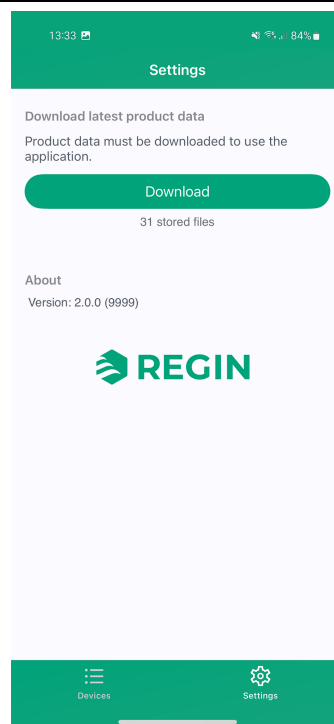 13:33 84%
Settings
Download latest product data
Product data must be downloaded to use the
application.
Download
31 stored files
About
Version: 2.0.0 (9999)
REGIN
Devices Settings